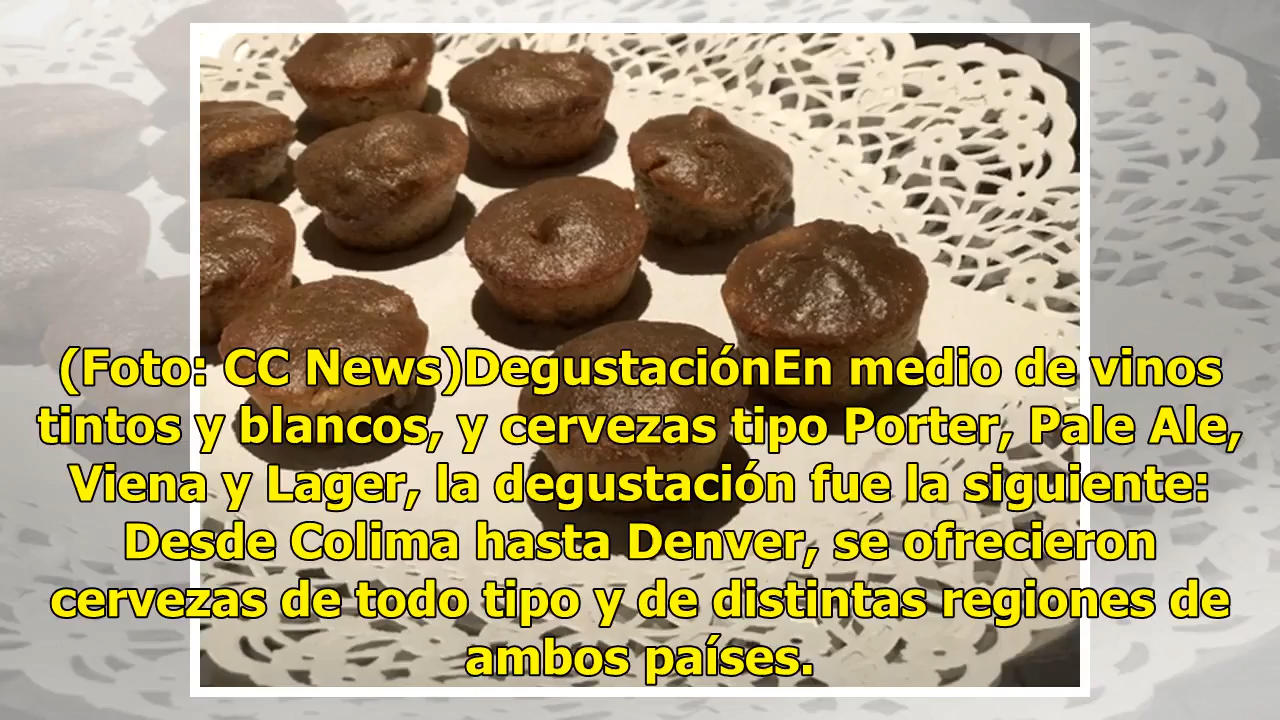 (Foto: CC News)DegustaciónEn medio de vinos
tintos y blancos, y cervezas tipo Porter, Pale Ale,
Viena y Lager, la degustación fue la siguiente:
Desde Colima hasta Denver, se ofrecieron
cervezas de todo tipo y de distintas regiones de
ambos países.